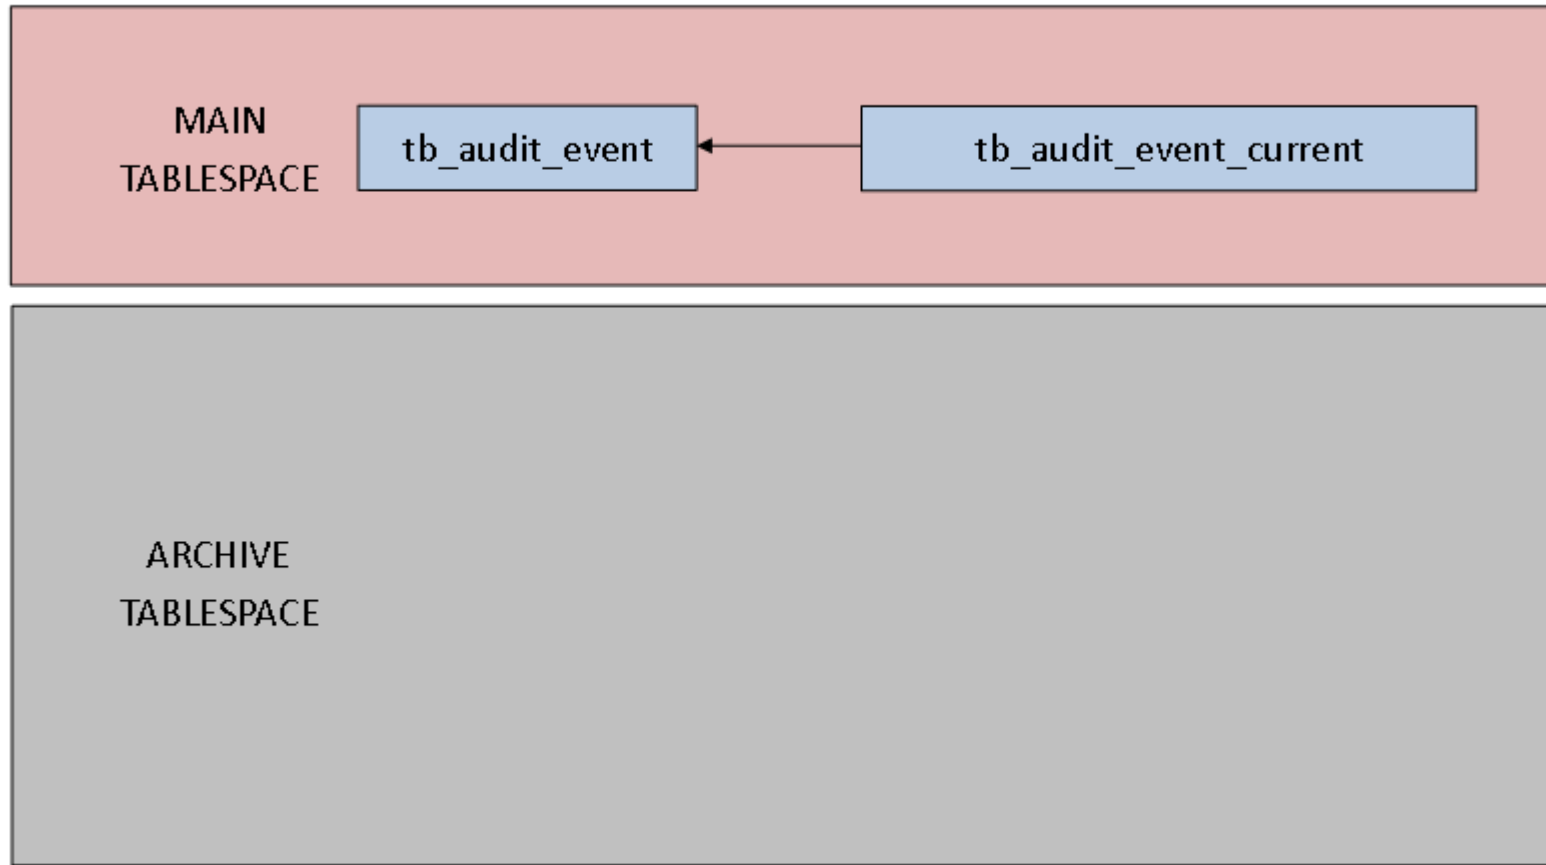 MAIN
TABLESPACE
tb_audit_event
tb_audit_event_current
ARCHIVE
TABLESPACE